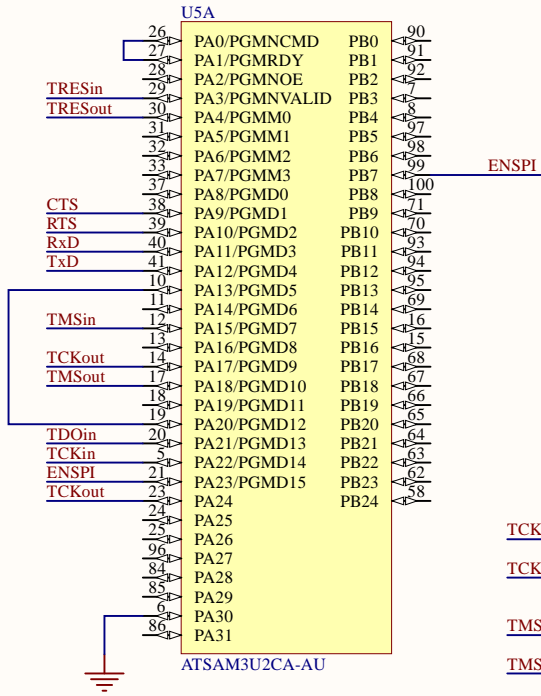 U5A
26 PA0/PGMNCMD PB0 90
27 PA1/PGMRDY PB1 91
28 PA2/PGMNOE PB2 92
TRESin 29 PA3/PGMNVALID PB3 7
TRESout 30 PA4/PGMM0 PB4 8
31 PA5/PGMM1 PB5 97
32 PA6/PGMM2 PB6 98
33 PA7/PGMM3 PB7 99 ENSPI
37 PA8/PGMD0 PB8 100
CTS 38 PA9/PGMD1 PB9 71
RTS 39 PA10/PGMD2 PB10 70
RxD 40 PA11/PGMD3 PB11 93
TxD 41 PA12/PGMD4 PB12 94
10 PA13/PGMD5 PB13 95
11 PA14/PGMD6 PB14 69
TMSin 12 PA15/PGMD7 PB15 16
13 PA16/PGMD8 PB16 15
TCKout 14 PA17/PGMD9 PB17 68
TMSout 17 PA18/PGMD10 PB18 67
18 PA19/PGMD11 PB19 66
19 PA20/PGMD12 PB20 65
TDOin 20 PA21/PGMD13 PB21 64
TCKin 5 PA22/PGMD14 PB22 63
ENSPI 21 PA23/PGMD15 PB23 62
TCKout 23 PA24 PB24 58
24 PA25
25 PA26 TCK
96 PA27
84 PA28 TCK
85 PA29
6 PA30
86 PA31 TMS
ATSAM3U2CA-AU TMS